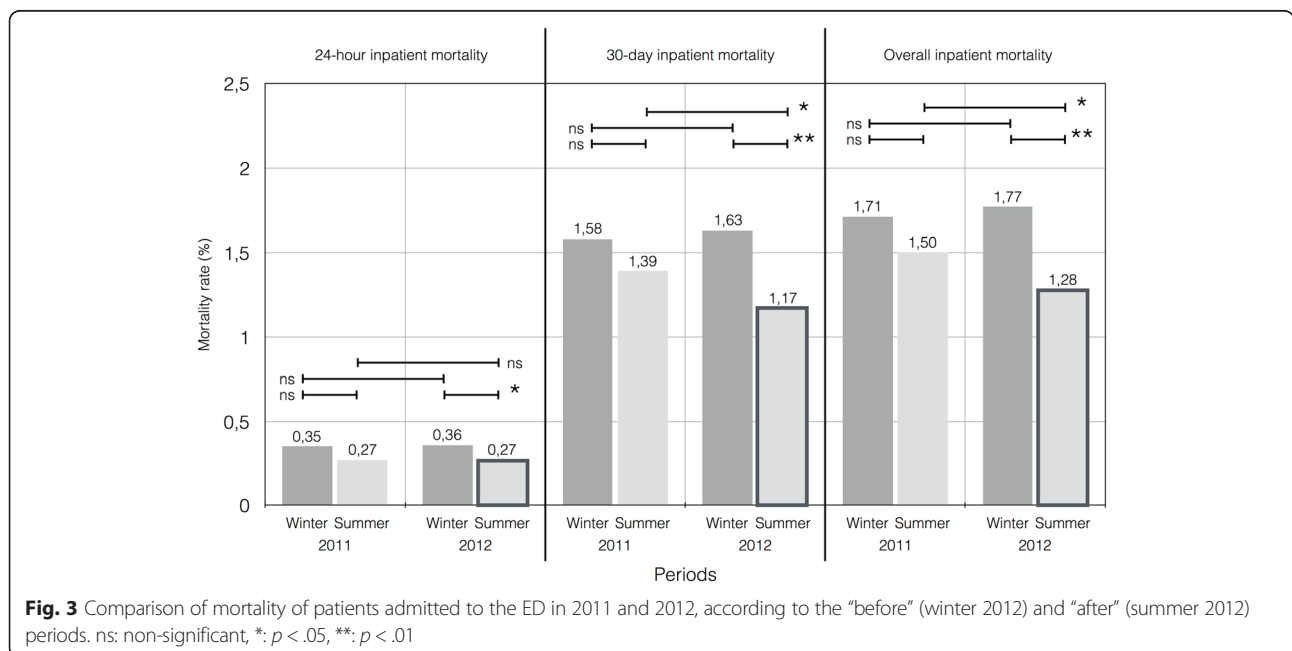 24-hour inpatient mortality 30-day inpatient mortality Overall inpatient mortality
2,5
2
1,5
1
0,5
0
Mortality rate (%)
ns
ns
ns
*
0,35
0,27
0,36
0,27
ns
ns
*
**
1,58
1,39
1,63
1,17
ns
ns
*
**
1,71
1,50
1,77
1,28
Winter Summer Winter Summer Winter Summer Winter Summer Winter Summer Winter Summer
2011 2012 2011 2012 2011 2012
Periods
Fig. 3 Comparison of mortality of patients admitted to the ED in 2011 and 2012, according to the “before” (winter 2012) and “after” (summer 2012)
periods. ns: non-significant, *: p < .05, **: p < .01